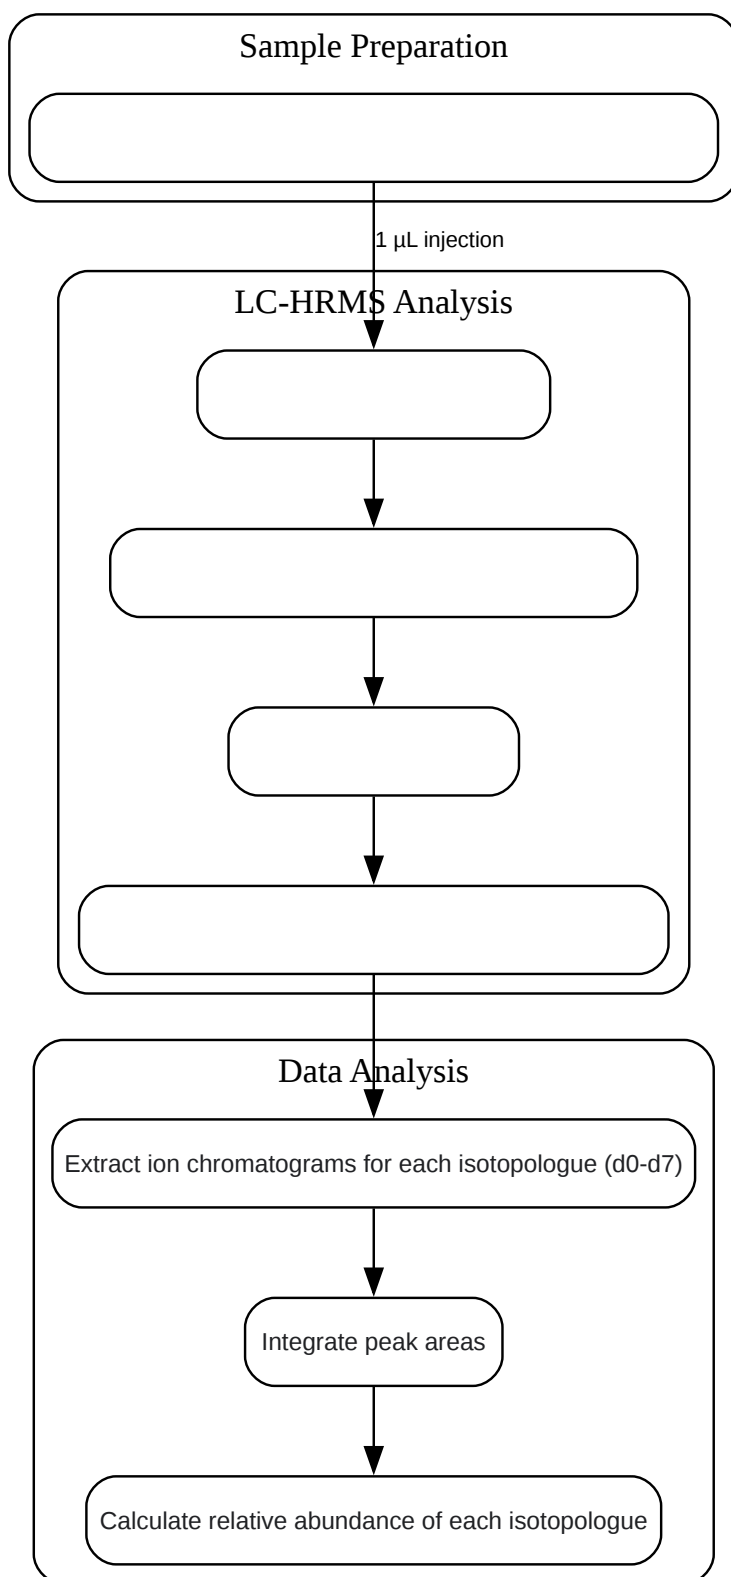 Sample Preparation
1 µL injection
LC-HRMS Analysis
Data Analysis
Extract ion chromatograms for each isotopologue (d0-d7)
Integrate peak areas
Calculate relative abundance of each isotopologue